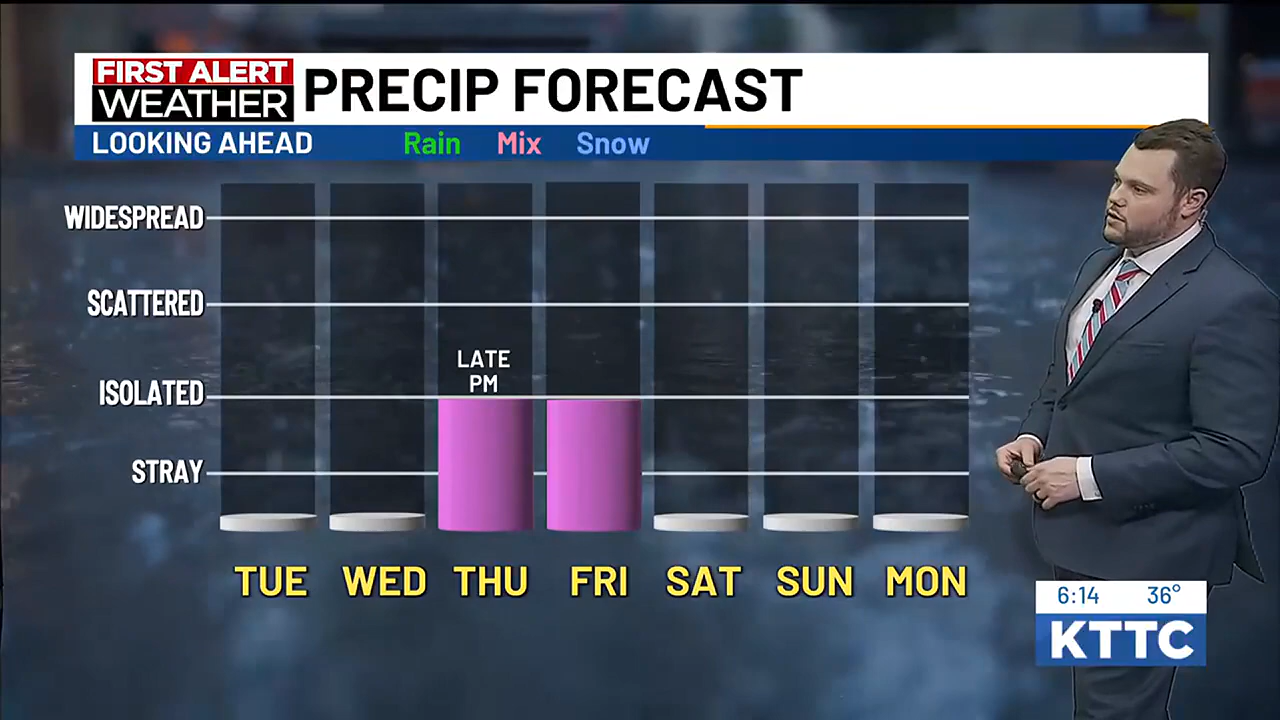 FIRST ALERT
WEATHER
PRECIP FORECAST
LOOKING AHEAD Rain Mix Snow
WIDESPREAD
SCATTERED
LATE
PM
ISOLATED
STRAY
TUE WED THU FRI SAT SUN MON
6:14 36°
KTTC